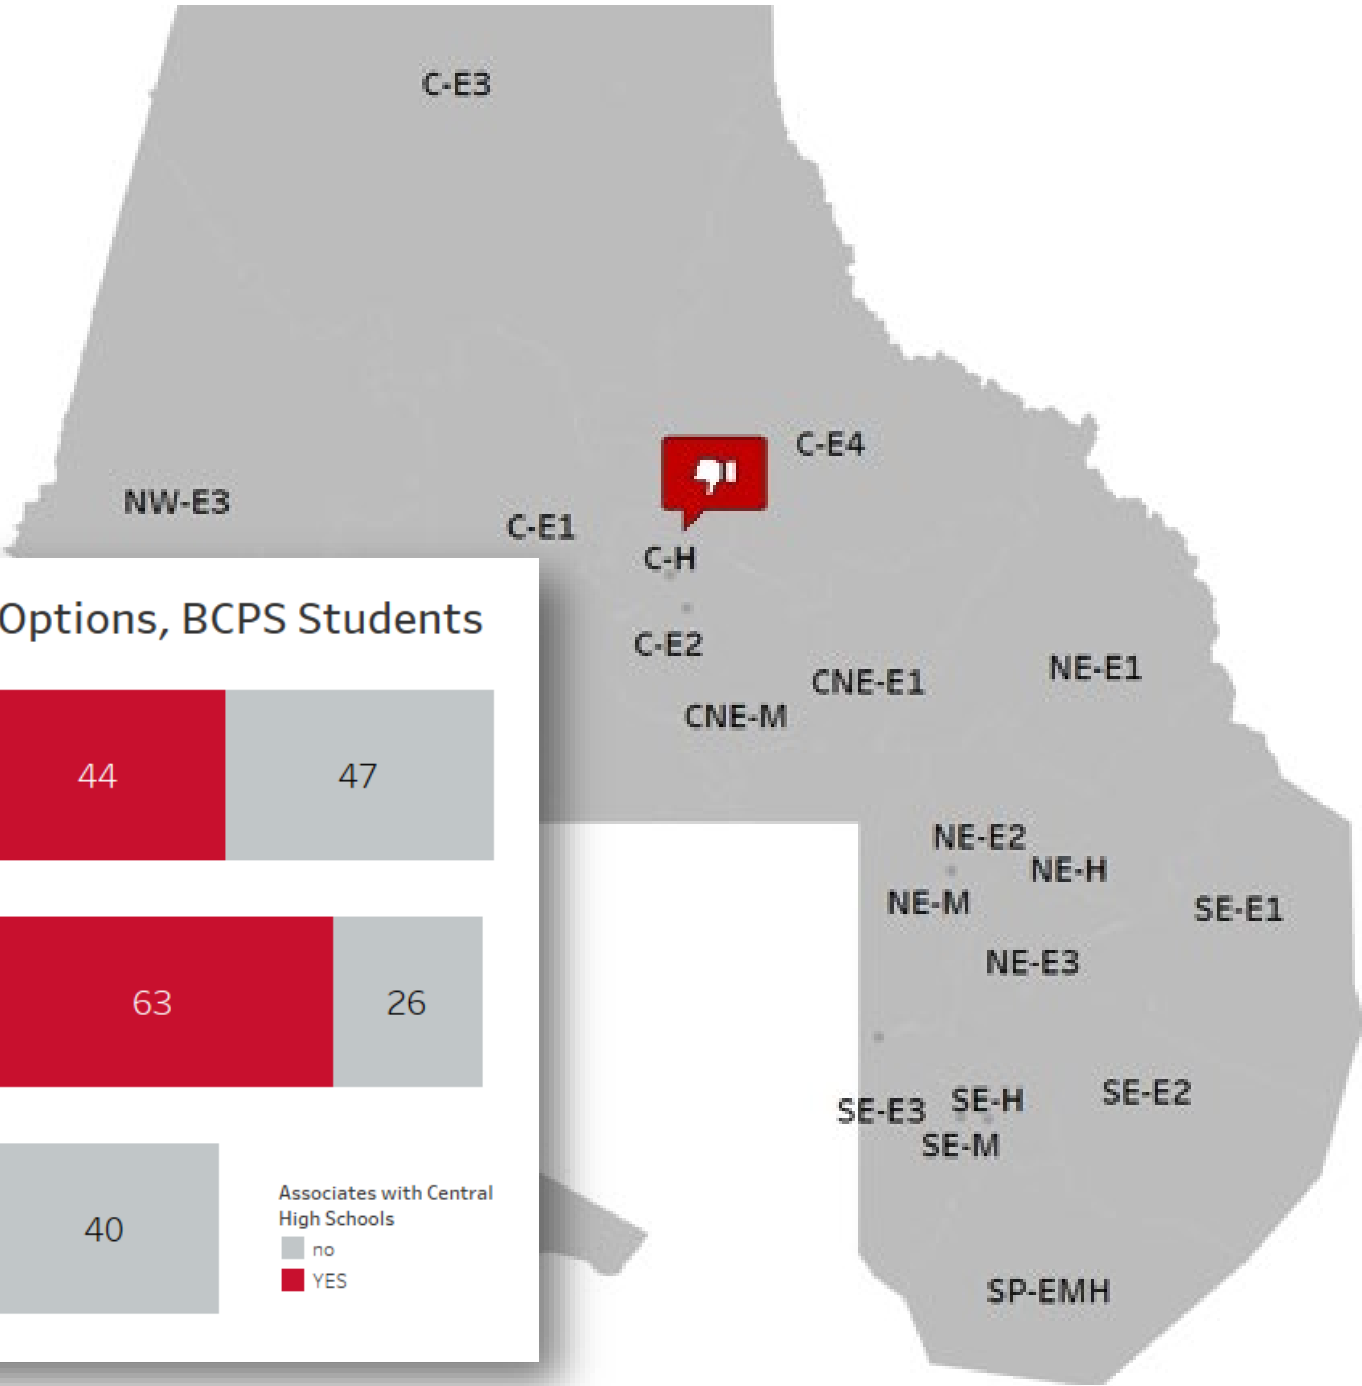 C-E3
C-E4
NW-E3
C-E1
C-H
C-E2
CNE-E1
NE-E1
CNE-M
NE-E2
NE-H
NE-M
SE-E1
NE-E3
SE-E2
SE-H
SE-E3
SE-M
SP-EMH
Options, BCPS Students
44 47
63 26
40
Associates with Central
High Schools
no
YES